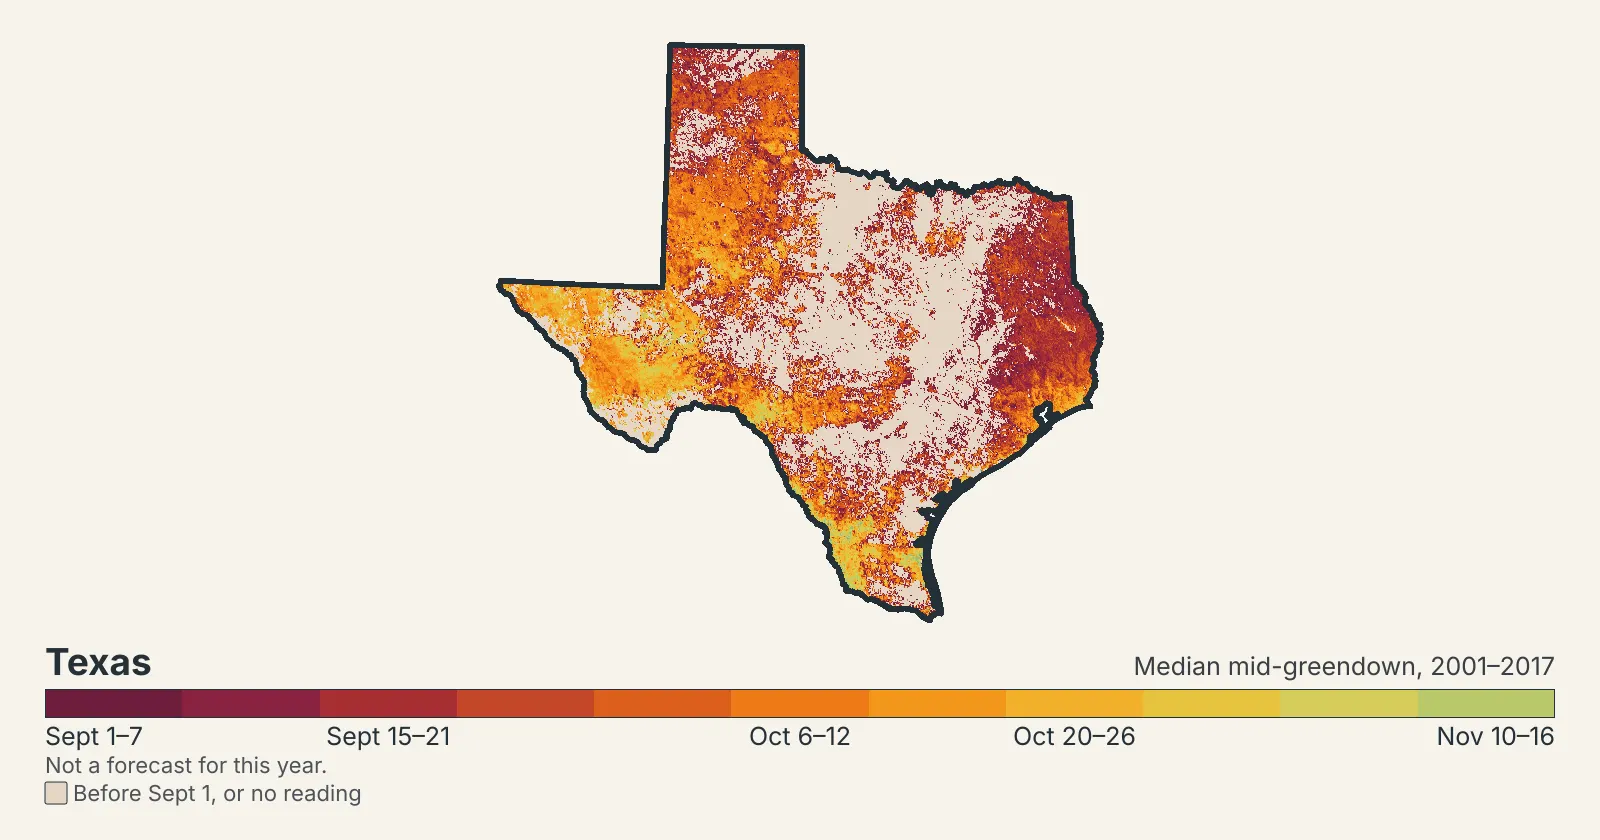 Texas
Median mid-greendown, 2001–2017
Sept 1–7
Sept 15–21
Oct 6–12
Oct 20–26
Nov 10–16
Not a forecast for this year.
Before Sept 1, or no reading